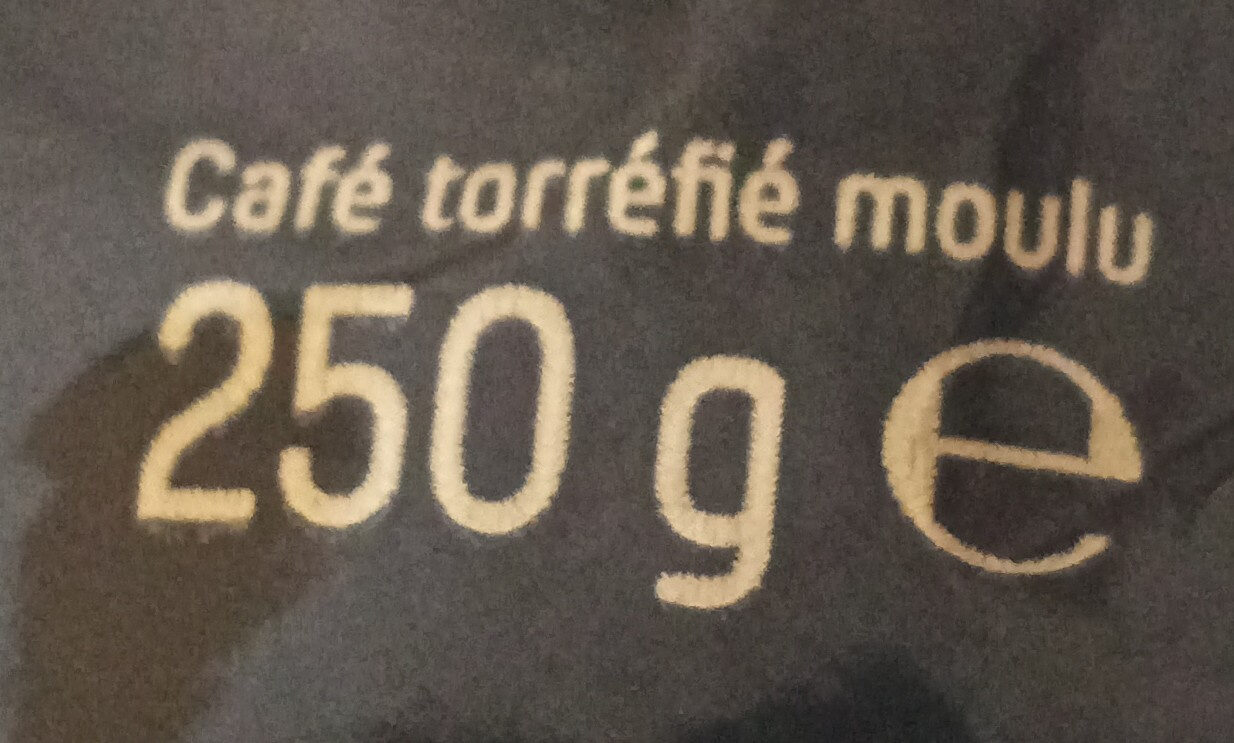 Café torréfié moulu
250 g ℮